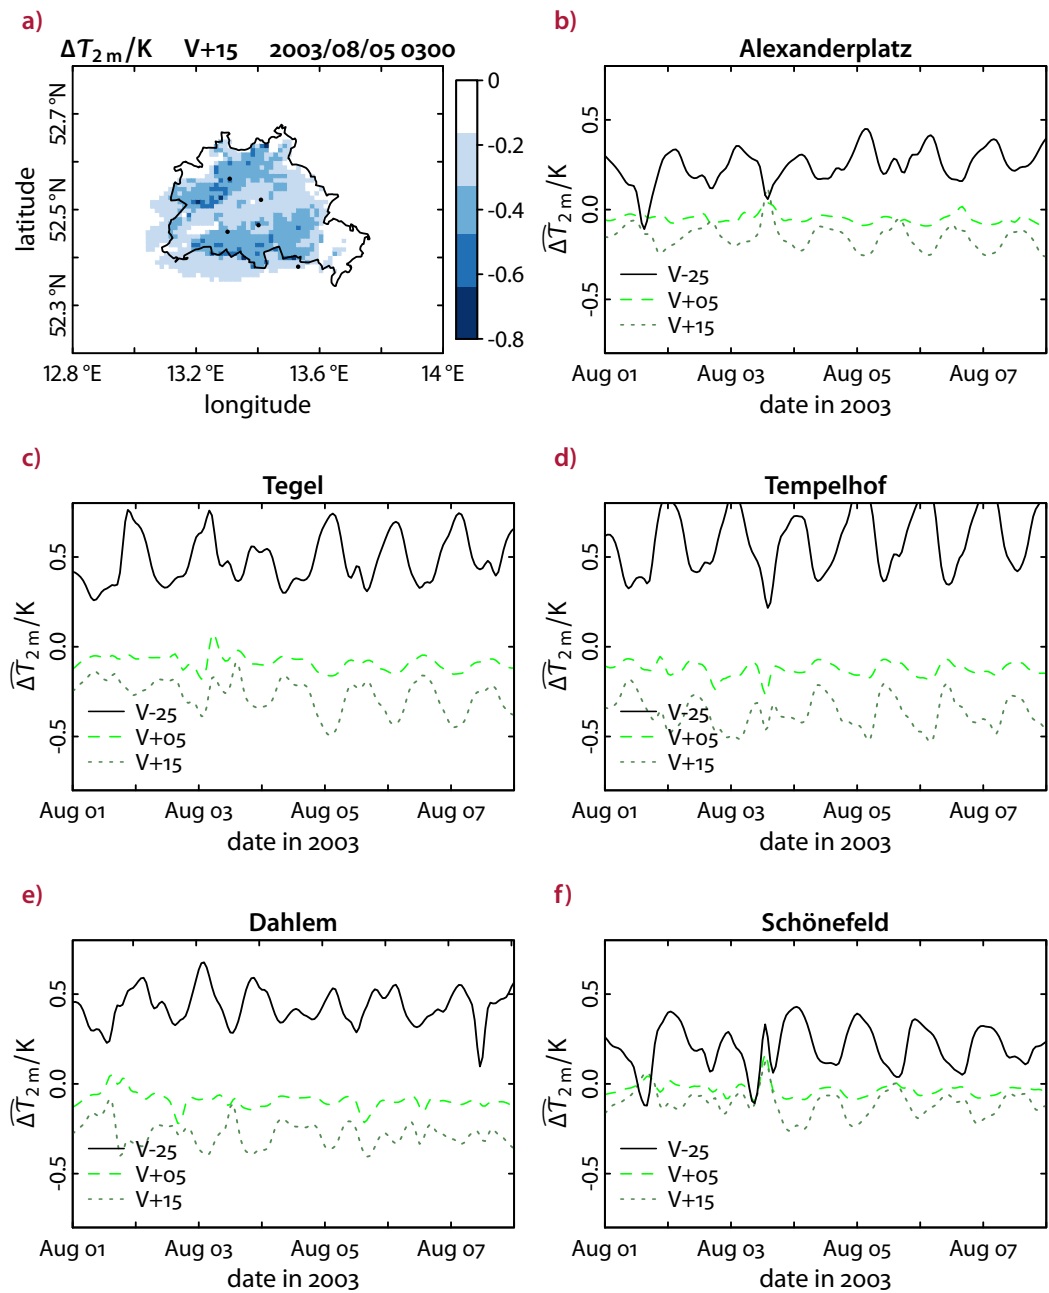 a)
ΔT2 m/K V+15 2003/08/05 0300
52.7 °N
52.5 °N
52.3 °N
latitude
12.8 °E 13.2 °E 13.6 °E 14 °E
longitude
0
-0.2
-0.4
-0.6
-0.8
b)
Alexanderplatz
0.5
0.0
-0.5
ΔT2 m/K
V-25
V+05
V+15
Aug 01 Aug 03 Aug 05 Aug 07
date in 2003
c)
Tegel
0.5
0.0
-0.5
ΔT2 m/K
V-25
V+05
V+15
Aug 01 Aug 03 Aug 05 Aug 07
date in 2003
d)
Tempelhof
0.5
0.0
-0.5
ΔT2 m/K
V-25
V+05
V+15
Aug 01 Aug 03 Aug 05 Aug 07
date in 2003
e)
Dahlem
0.5
0.0
-0.5
ΔT2 m/K
V-25
V+05
V+15
Aug 01 Aug 03 Aug 05 Aug 07
date in 2003
f)
Schönefeld
0.5
0.0
-0.5
ΔT2 m/K
V-25
V+05
V+15
Aug 01 Aug 03 Aug 05 Aug 07
date in 2003